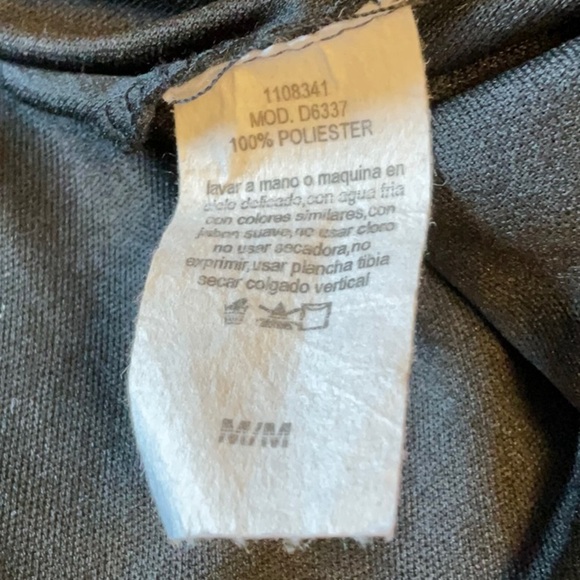 1108341
MOD. D6337
100% POLIESTER
lavar a mano o maquina en
ciclo delicado,con agua fria
con colores similares,con
jabon suave,no usar cloro
no usar secadora,no
exprimir,usar plancha tibia
secar colgado vertical
M/M